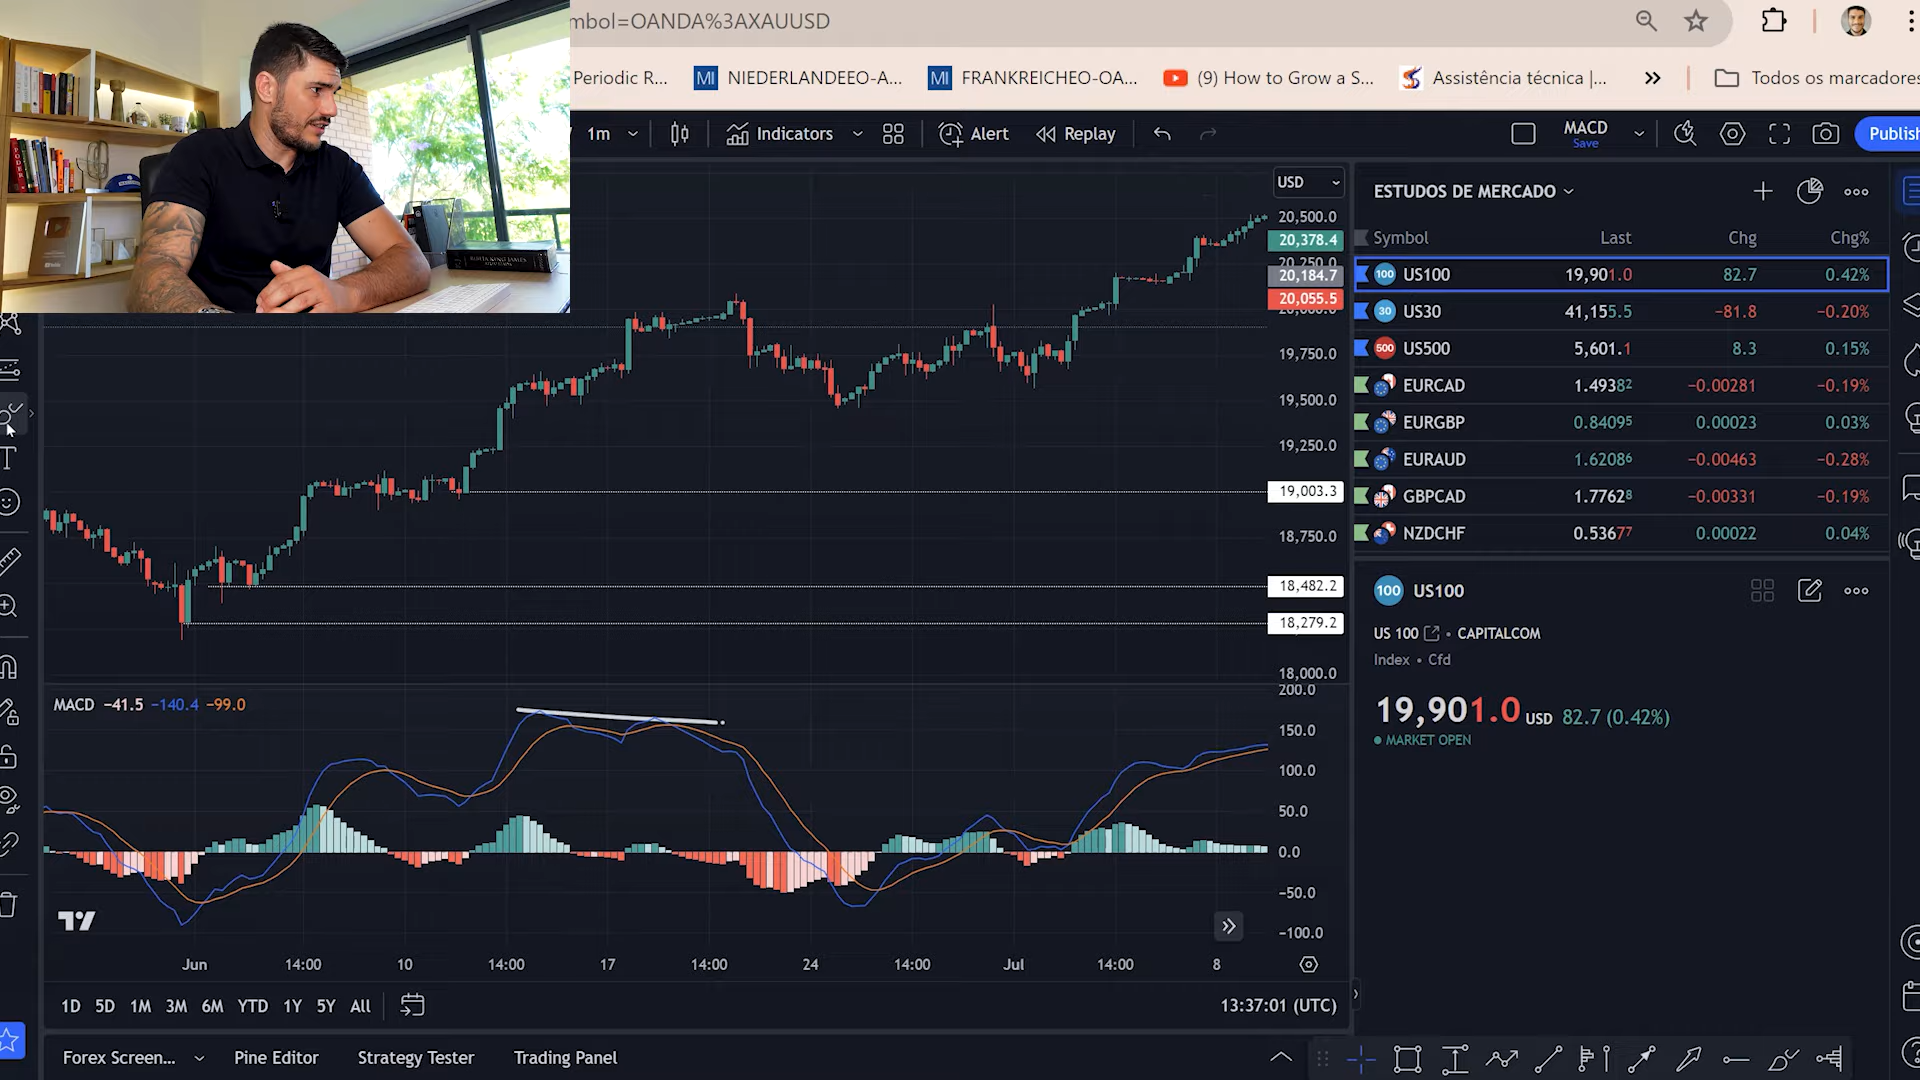 mbol=OANDA%3AXAUUSD
Periodic R...
NIEDERLANDEEO-A...
FRANKREICHEO-OA...
(9) How to Grow a S...
Assistência técnica |...
Todos os marcadores
1m
Indicators
Alert
Replay
MACD
Save
Publish
USD
20,500.0
20,378.4
20,250.0
20,184.7
20,055.5
19,750.0
19,500.0
19,250.0
19,003.3
18,750.0
18,482.2
18,279.2
18,000.0
ESTUDOS DE MERCADO
Symbol Last Chg Chg%
100 US100 19,901.0 82.7 0.42%
30 US30 41,155.5 −81.8 −0.20%
500 US500 5,601.1 8.3 0.15%
EURCAD 1.49382 −0.00281 −0.19%
EURGBP 0.84095 0.00023 0.03%
EURAUD 1.62086 −0.00463 −0.28%
GBPCAD 1.77628 −0.00331 −0.19%
NZDCHF 0.53677 0.00022 0.04%
100 US100
US 100 • CAPITALCOM
Index • Cfd
19,901.0 USD 82.7 (0.42%)
MARKET OPEN
MACD −41.5 −140.4 −99.0
200.0
150.0
100.0
50.0
0.0
−50.0
−100.0
Jun 14:00 10 14:00 17 14:00 24 14:00 Jul 14:00 8
1D 5D 1M 3M 6M YTD 1Y 5Y All
13:37:01 (UTC)
Forex Screen... Pine Editor Strategy Tester Trading Panel